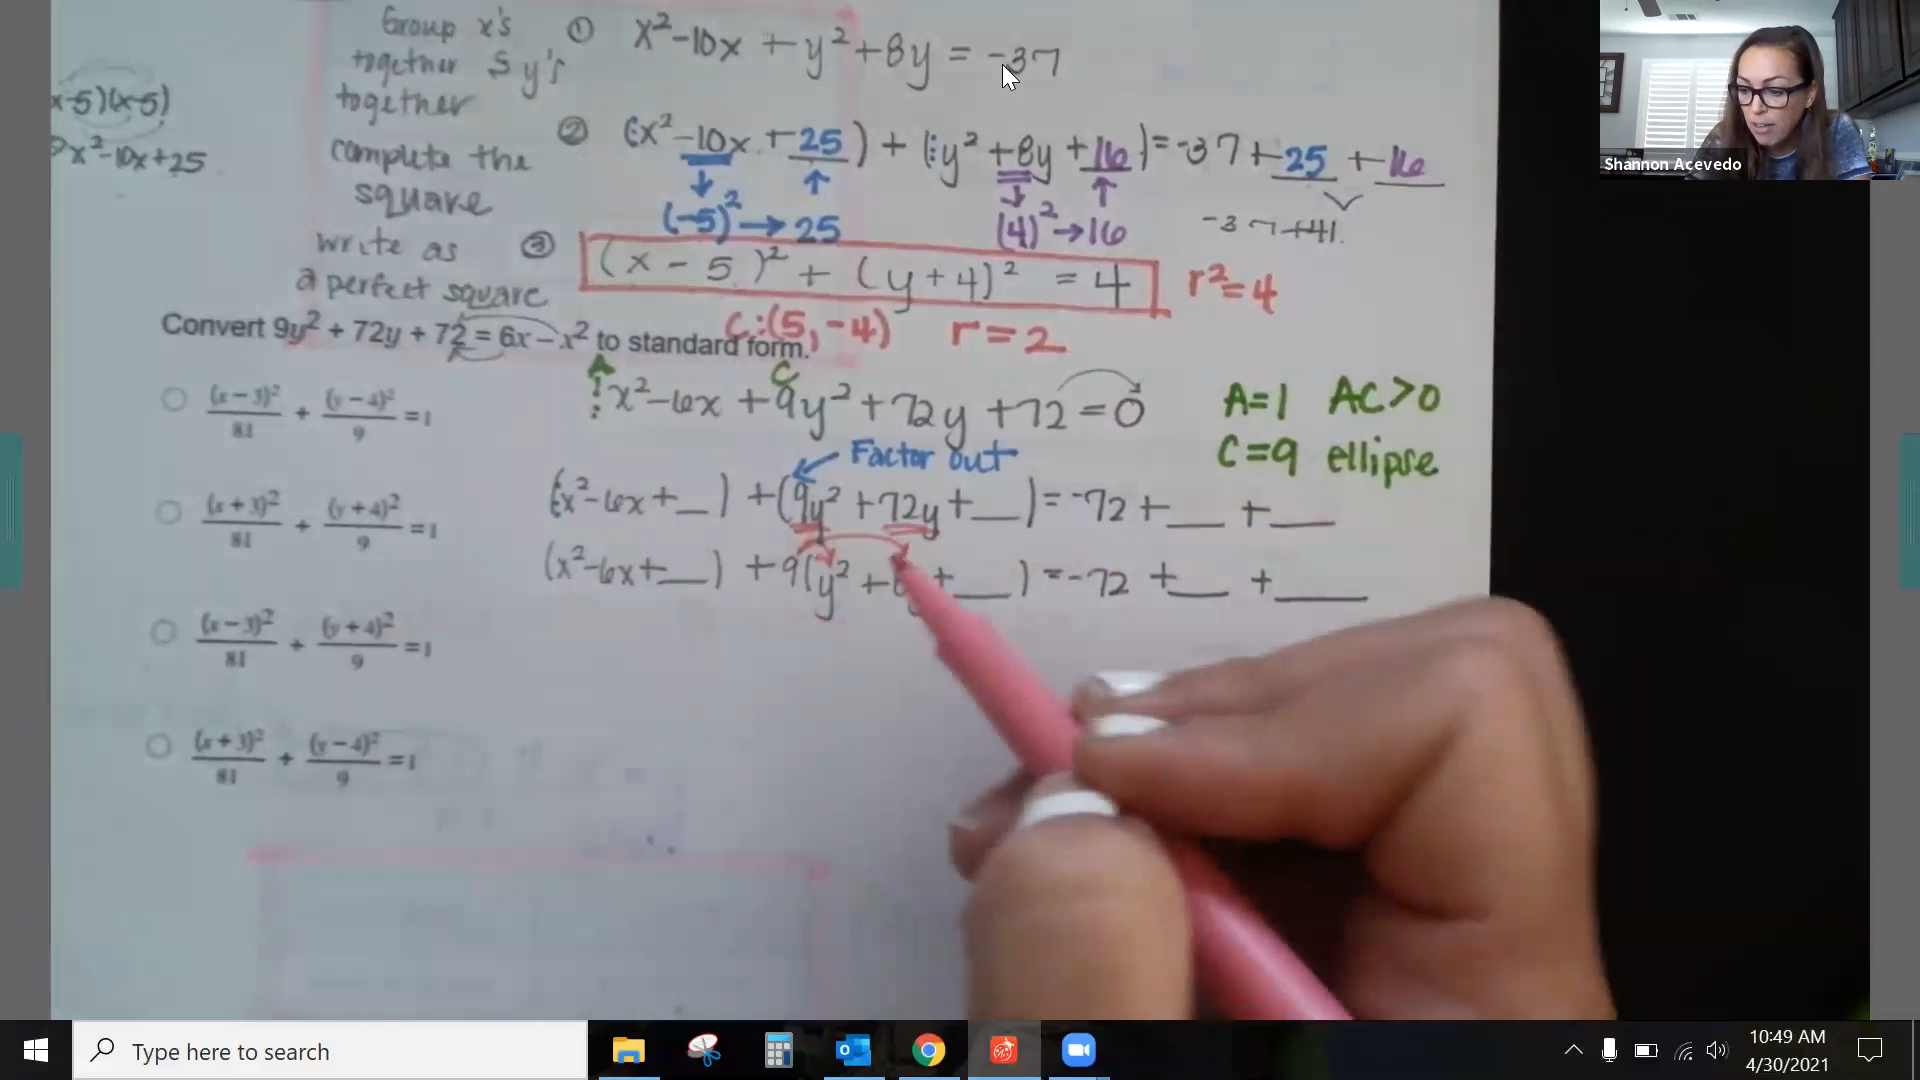 Group x's
together & y's
together
① x²-10x + y²+8y = -37
x-5)(x-5)
x²-10x+25
complete the
square
② (x²-10x+25) + (y²+8y+16) = -37+25 +16
(-5)² → 25
(4)² → 16
-37+41
write as
a perfect square
③ (x-5)² + (y+4)² = 4
r²=4
C:(5,-4) r=2
Convert 9y² + 72y + 72 = 6x – x² to standard form.
A C
x²-6x+9y²+72y+72=0
A=1 AC>0
C=9 ellipse
Factor out
(x²-6x+__) +(9y²+72y+__)=-72+__ +__
(x²-6x+__) +9(y²+ +__)=-72 +__ +__
(x – 3)²/81 + (y – 4)²/9 = 1
(x + 3)²/81 + (y + 4)²/9 = 1
(x – 3)²/81 + (y + 4)²/9 = 1
(x + 3)²/81 + (y – 4)²/9 = 1
Shannon Acevedo
Type here to search
10:49 AM
4/30/2021